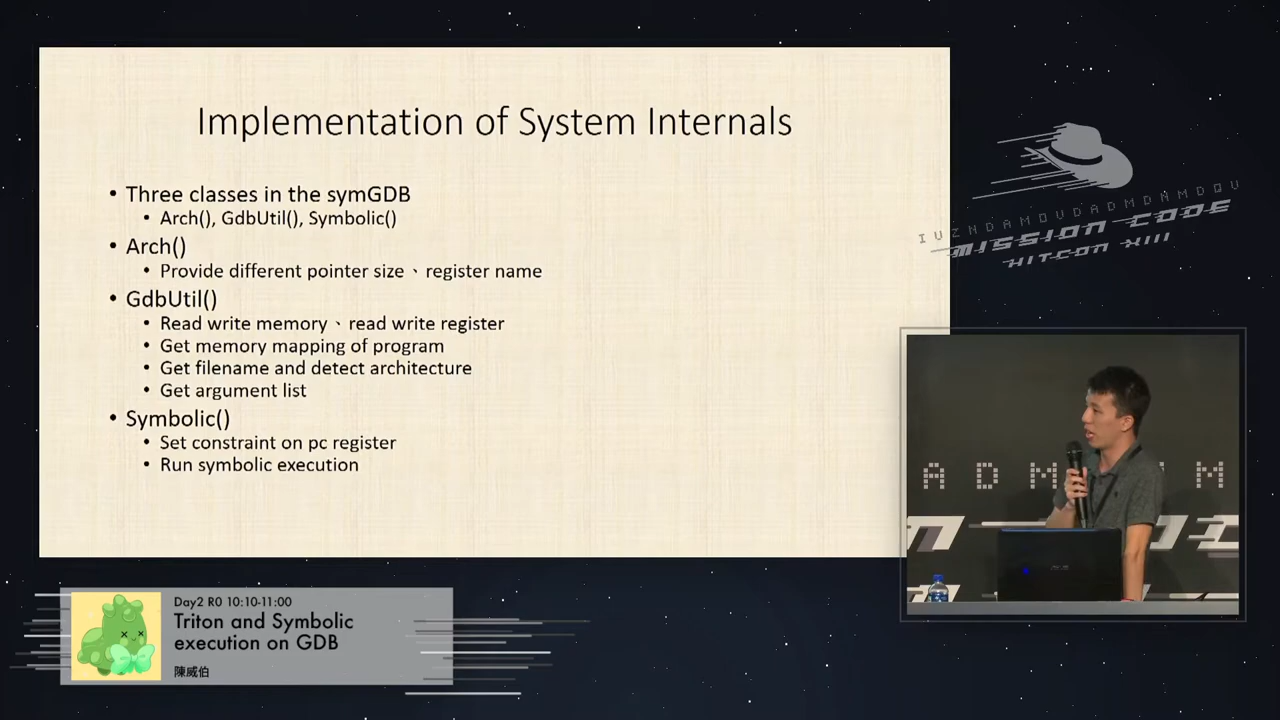 Implementation of System Internals
• Three classes in the symGDB
• Arch(), GdbUtil(), Symbolic()
• Arch()
• Provide different pointer size、register name
• GdbUtil()
• Read write memory、read write register
• Get memory mapping of program
• Get filename and detect architecture
• Get argument list
• Symbolic()
• Set constraint on pc register
• Run symbolic execution
IUZNDAMOVDADMDNMDQU
MISSION CODE
HITCON XIII
ADM M
Day2 R0 10:10-11:00
Triton and Symbolic
execution on GDB
陳威伯